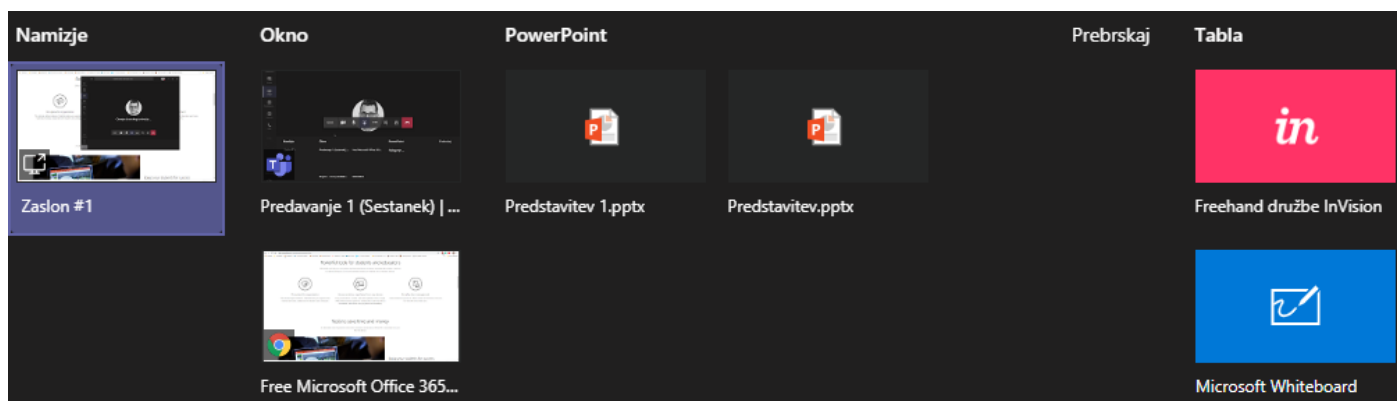 Namizje
Okno
PowerPoint
Prebrskaj
Tabla
in
Zaslon #1
Predavanje 1 (Sestanek) | ...
Predstavitev 1.pptx
Predstavitev.pptx
Freehand družbe InVision
Free Microsoft Office 365...
Microsoft Whiteboard